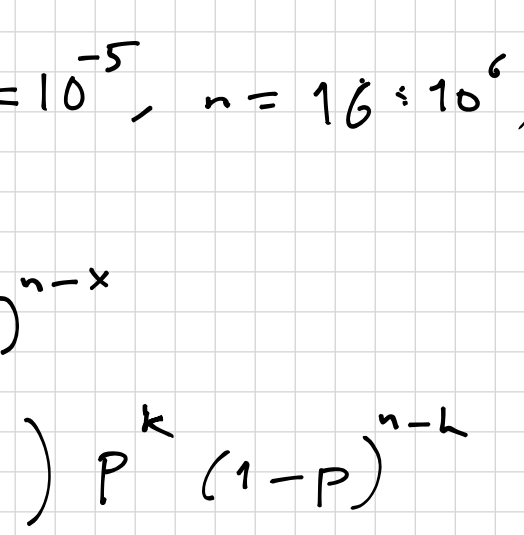 = 10^{-5}, n = 16 · 10^6,
)^{n-x}
) p^k (1-p)^{n-k}